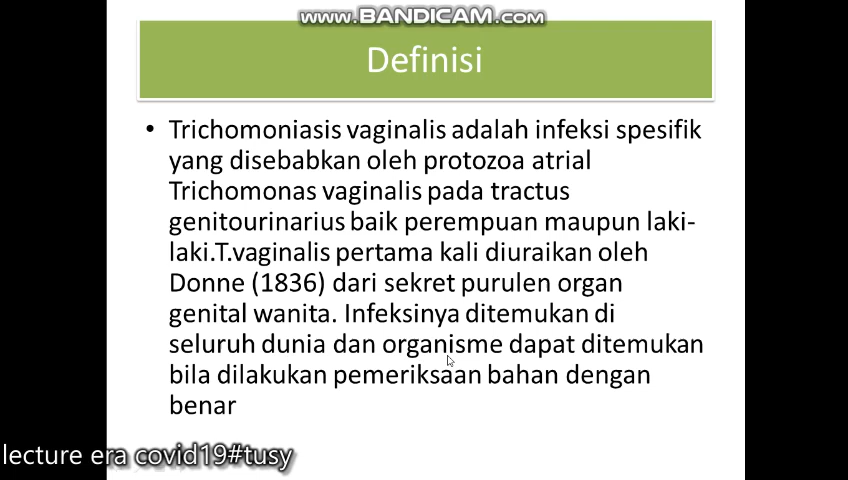 www.BANDICAM.com
Definisi
• Trichomoniasis vaginalis adalah infeksi spesifik
yang disebabkan oleh protozoa atrial
Trichomonas vaginalis pada tractus
genitourinarius baik perempuan maupun laki-
laki.T.vaginalis pertama kali diuraikan oleh
Donne (1836) dari sekret purulen organ
genital wanita. Infeksinya ditemukan di
seluruh dunia dan organisme dapat ditemukan
bila dilakukan pemeriksaan bahan dengan
benar
lecture era covid19#tusy